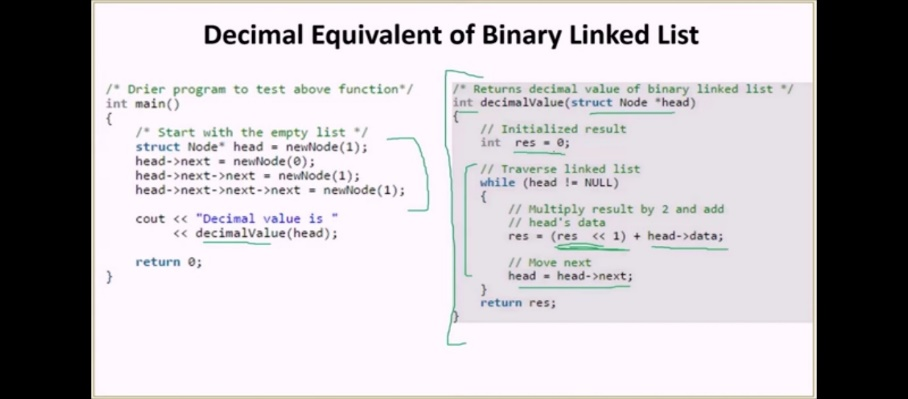 Decimal Equivalent of Binary Linked List
/* Drier program to test above function*/
int main()
{
/* Start with the empty list */
struct Node* head = newNode(1);
head->next = newNode(0);
head->next->next = newNode(1);
head->next->next->next = newNode(1);
cout << "Decimal value is "
<< decimalValue(head);
return 0;
}
/* Returns decimal value of binary linked list */
int decimalValue(struct Node *head)
{
// Initialized result
int res = 0;
// Traverse linked list
while (head != NULL)
{
// Multiply result by 2 and add
// head's data
res = (res << 1) + head->data;
// Move next
head = head->next;
}
return res;
}